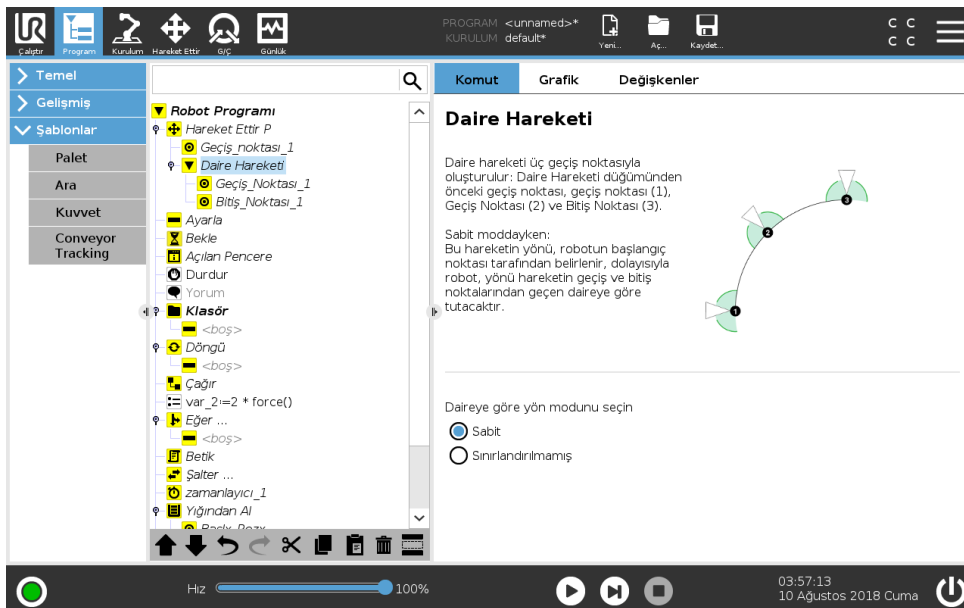 UR
PROGRAM <unnamed>*
KURULUM default*
C C
C C
Çalıştır Program Kurulum Hareket Ettir G/Ç Günlük Yeni... Aç... Kaydet...
Temel
Gelişmiş
Şablonlar
Palet
Ara
Kuvvet
Conveyor
Tracking
Robot Programı
Hareket Ettir P
Geçiş_noktası_1
Daire Hareketi
Geçiş_Noktası_1
Bitiş_Noktası_1
Ayarla
Bekle
Açılan Pencere
Durdur
Yorum
Klasör
<boş>
Döngü
<boş>
Çağır
var_2:=2 * force()
Eğer ...
<boş>
Betik
Şalter ...
zamanlayıcı_1
Yığından Al
Komut Grafik Değişkenler
Daire Hareketi
Daire hareketi üç geçiş noktasıyla
oluşturulur: Daire Hareketi düğümünden
önceki geçiş noktası, geçiş noktası (1),
Geçiş Noktası (2) ve Bitiş Noktası (3).
Sabit moddayken:
Bu hareketin yönü, robotun başlangıç
noktası tarafından belirlenir, dolayısıyla
robot, yönü hareketin geçiş ve bitiş
noktalarından geçen daireye göre
tutacaktır.
3
2
1
Daireye göre yön modunu seçin
Sabit
Sınırlandırılmamış
Hız 100%
03:57:13
10 Ağustos 2018 Cuma